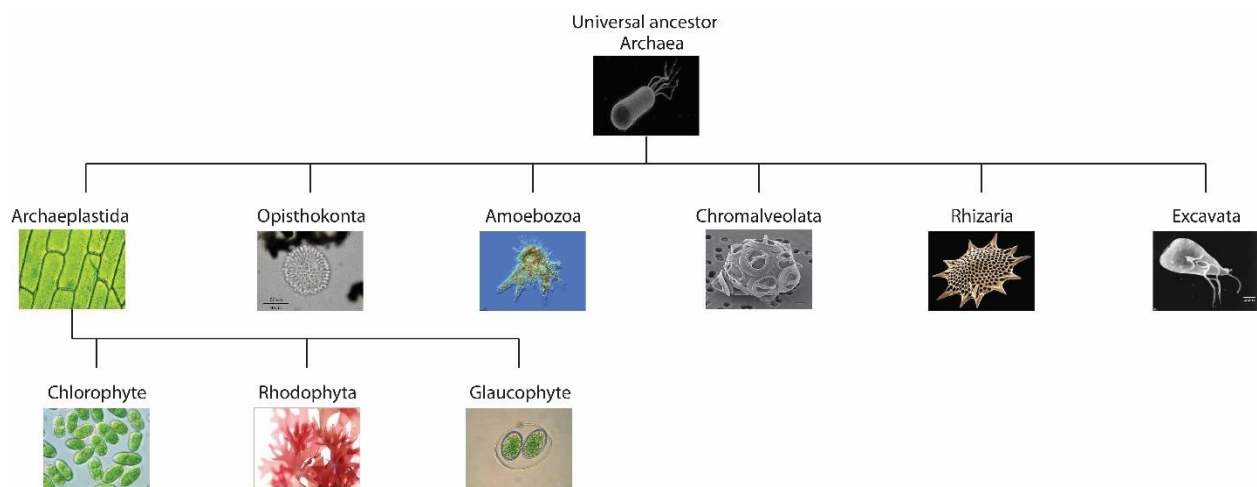 Universal ancestor
Archaea
Archaeplastida
Opisthokonta
Amoebozoa
Chromalveolata
Rhizaria
Excavata
Chlorophyte
Rhodophyta
Glaucophyte